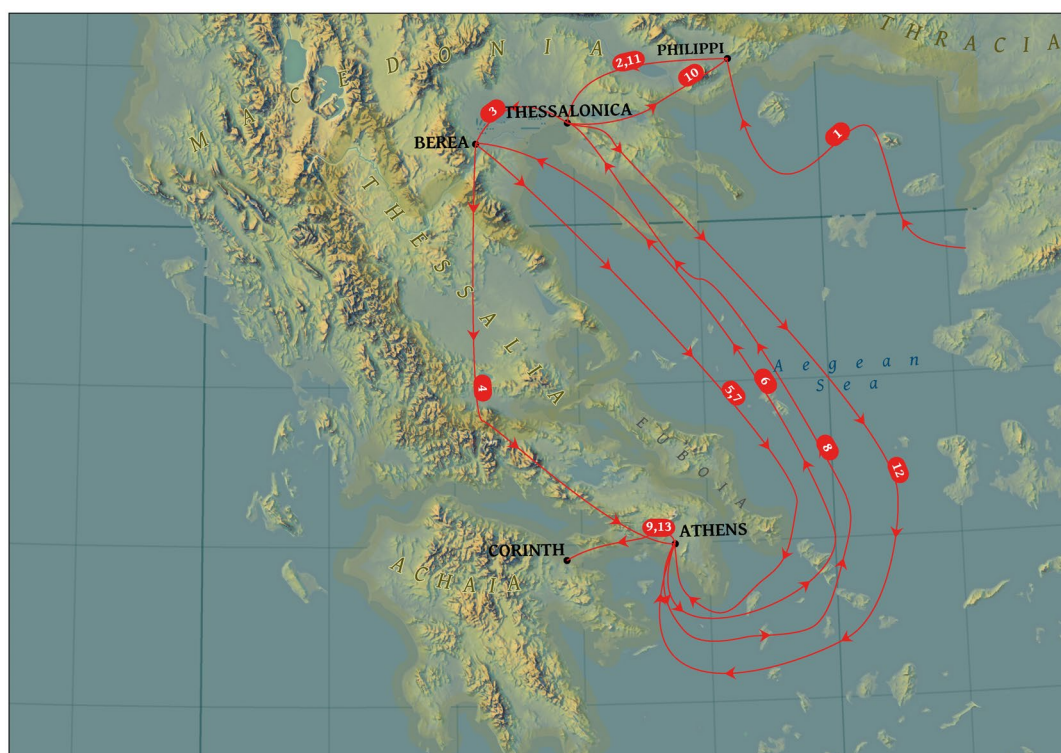 THRACIA
MACEDONIA
PHILIPPI
2,11
10
3
THESSALONICA
1
BEREA
THESSALIA
Aegean
Sea
6
4
5,7
8
EUBOIA
12
9,13
ATHENS
CORINTH
ACHAIA